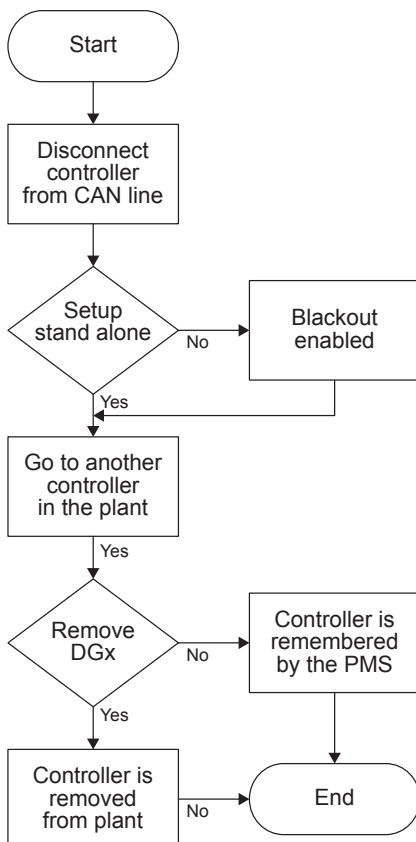 Start
Disconnect
controller
from CAN line
Setup
stand alone
No
Blackout
enabled
Yes
Go to another
controller
in the plant
Yes
Remove
DGx
No
Controller is
remembered
by the PMS
Yes
Controller is
removed
from plant
No
End